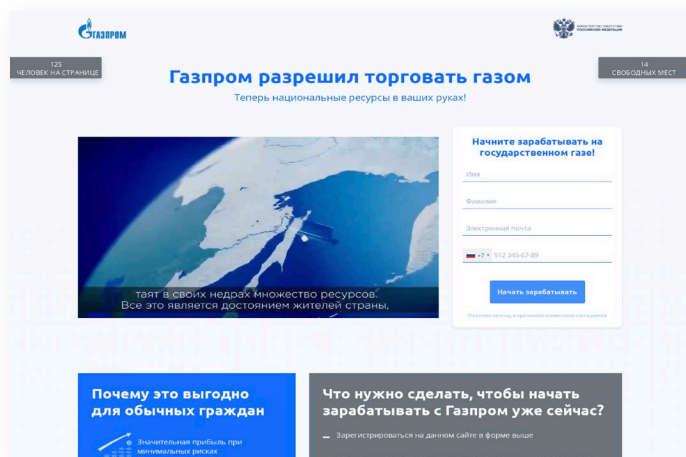 ГАЗПРОМ
РОССИЙСКОЙ ФЕДЕРАЦИИ
125
ЧЕЛОВЕК НА СТРАНИЦЕ
14
СВОБОДНЫХ МЕСТ
Газпром разрешил торговать газом
Теперь национальные ресурсы в ваших руках!
таят в своих недрах множество ресурсов.
Все это является достоянием жителей страны,
Начните зарабатывать на
государственном газе!
Имя
Фамилия
Электронная почта
+7 912 345-67-89
Начать зарабатывать
Почему это выгодно
для обычных граждан
Значительная прибыль при
минимальных рисках
Что нужно сделать, чтобы начать
зарабатывать с Газпром уже сейчас?
Зарегистрироваться на данном сайте в форме выше